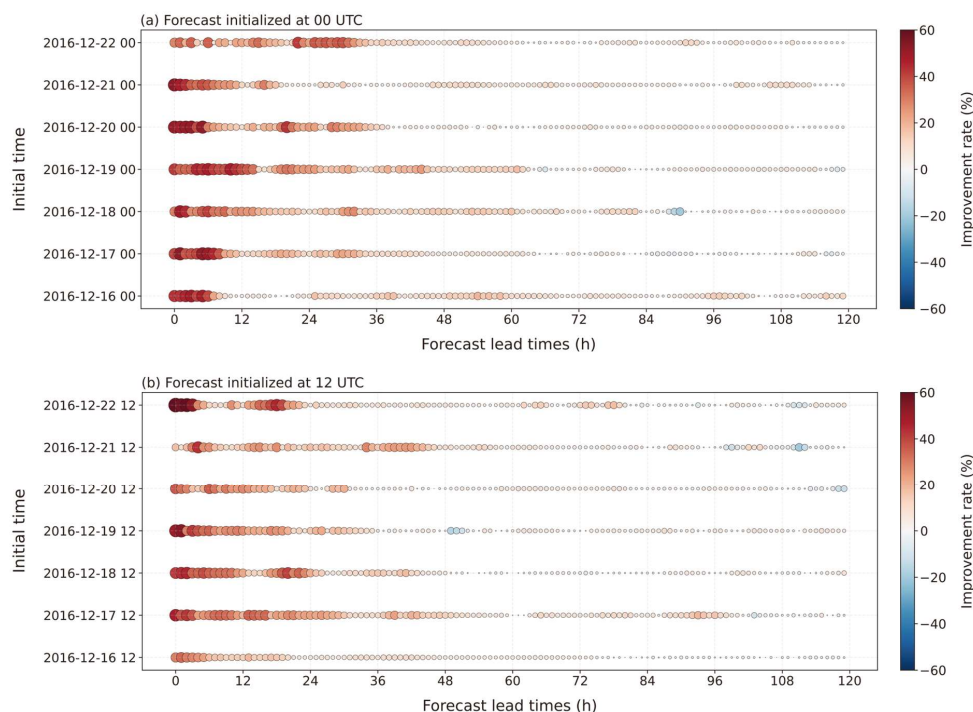 (a) Forecast initialized at 00 UTC
2016-12-22 00
2016-12-21 00
2016-12-20 00
2016-12-19 00
2016-12-18 00
2016-12-17 00
2016-12-16 00
Initial time
0 12 24 36 48 60 72 84 96 108 120
Forecast lead times (h)
60
40
20
0
−20
−40
−60
Improvement rate (%)
(b) Forecast initialized at 12 UTC
2016-12-22 12
2016-12-21 12
2016-12-20 12
2016-12-19 12
2016-12-18 12
2016-12-17 12
2016-12-16 12
Initial time
0 12 24 36 48 60 72 84 96 108 120
Forecast lead times (h)
60
40
20
0
−20
−40
−60
Improvement rate (%)